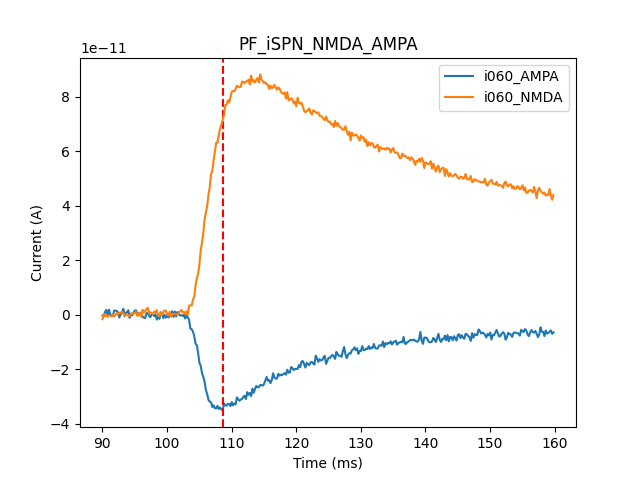 PF_iSPN_NMDA_AMPA
1e−11
i060_AMPA
i060_NMDA
8
6
4
2
0
−2
−4
Current (A)
90 100 110 120 130 140 150 160
Time (ms)